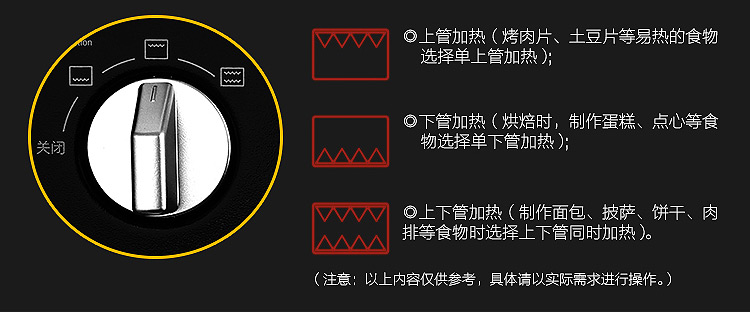 关闭
◎上管加热（烤肉片、土豆片等易热的食物
选择单上管加热）;
◎下管加热（烘焙时，制作蛋糕、点心等食
物选择单下管加热）;
◎上下管加热（制作面包、披萨、饼干、肉
排等食物时选择上下管同时加热）。
（注意：以上内容仅供参考，具体请以实际需求进行操作。）